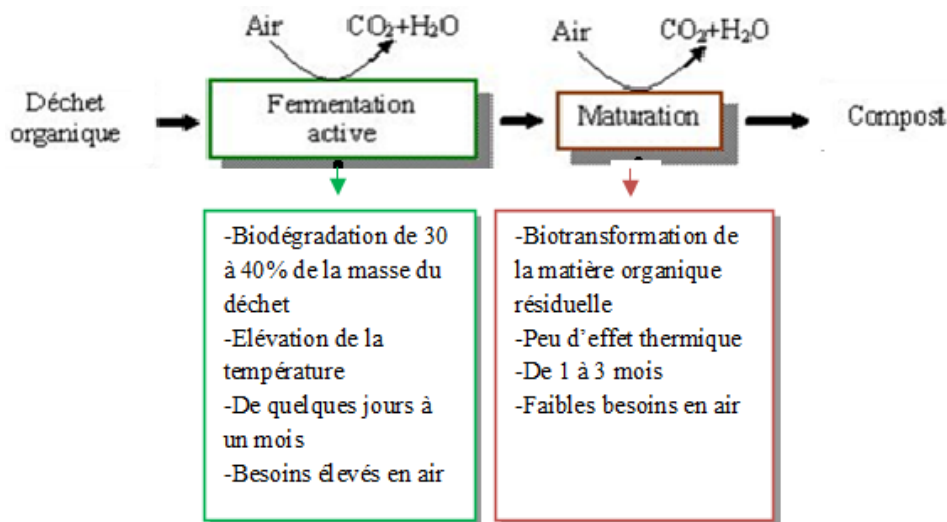 Air
CO₂+H₂O
Air
CO₂+H₂O
Déchet
organique
Fermentation
active
Maturation
Compost
-Biodégradation de 30
à 40% de la masse du
déchet
-Elévation de la
température
-De quelques jours à
un mois
-Besoins élevés en air
-Biotransformation de
la matière organique
résiduelle
-Peu d’effet thermique
-De 1 à 3 mois
-Faibles besoins en air